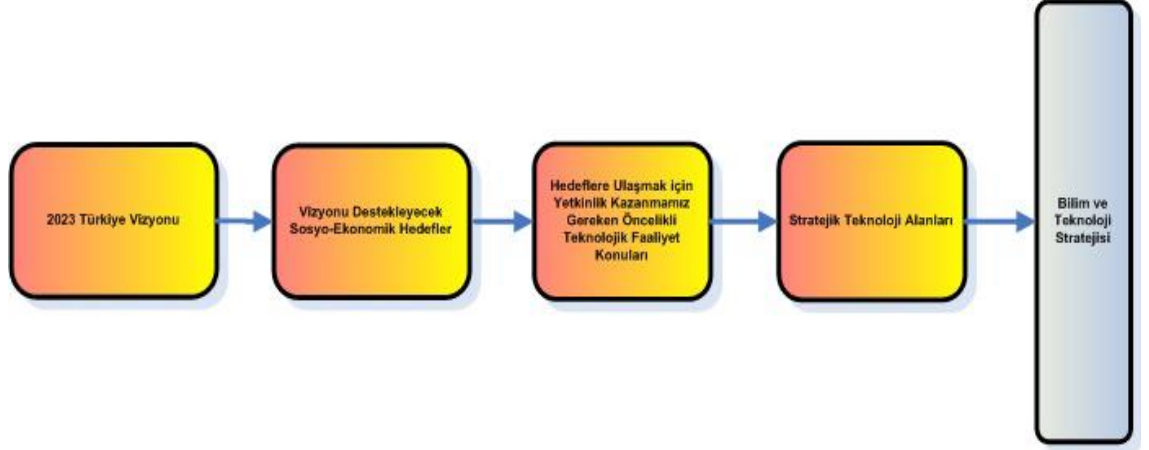 2023 Türkiye Vizyonu
Vizyonu Destekleyecek
Sosyo-Ekonomik Hedefler
Hedeflere Ulaşmak için
Yetkinlik Kazanmamız
Gereken Öncelikli
Teknolojik Faaliyet
Konuları
Stratejik Teknoloji Alanları
Bilim ve
Teknoloji
Stratejisi